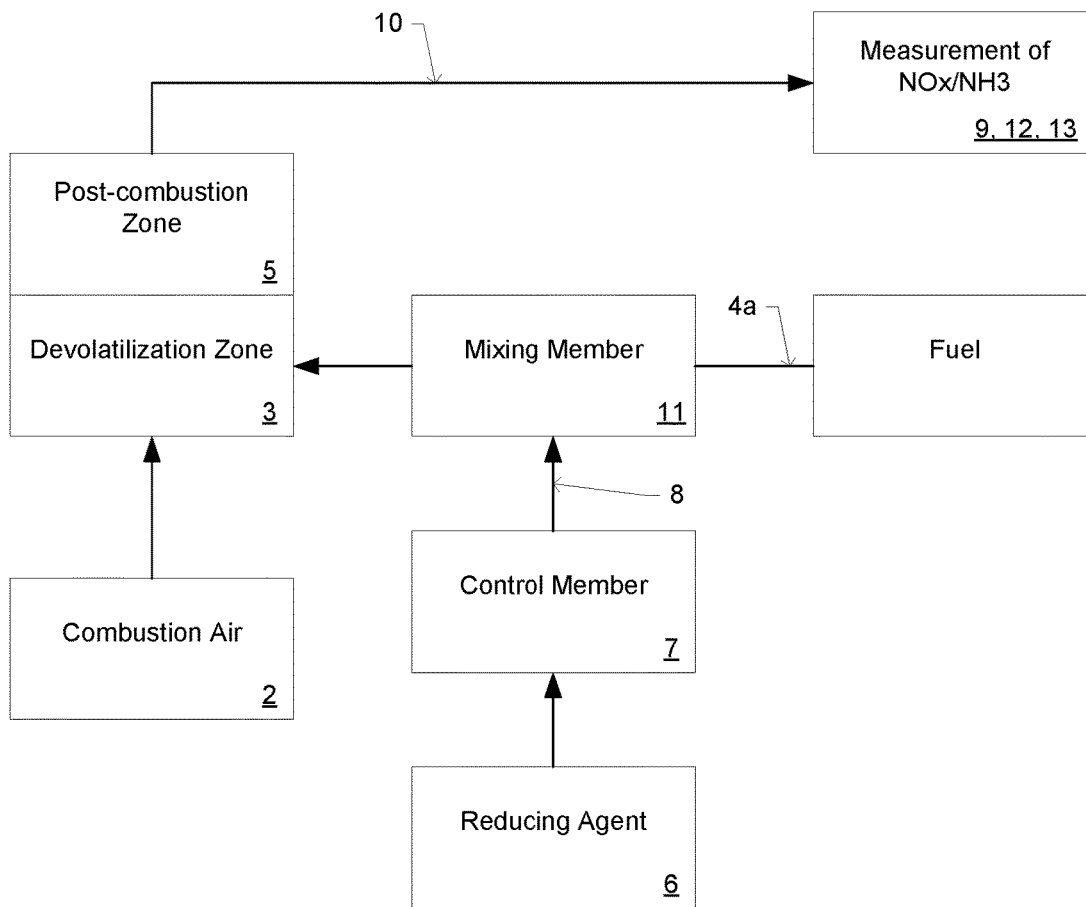 10
Measurement of
NOx/NH3
9, 12, 13
Post-combustion
Zone
5
4a
Devolatilization Zone
3
Mixing Member
11
Fuel
8
Control Member
7
Combustion Air
2
Reducing Agent
6